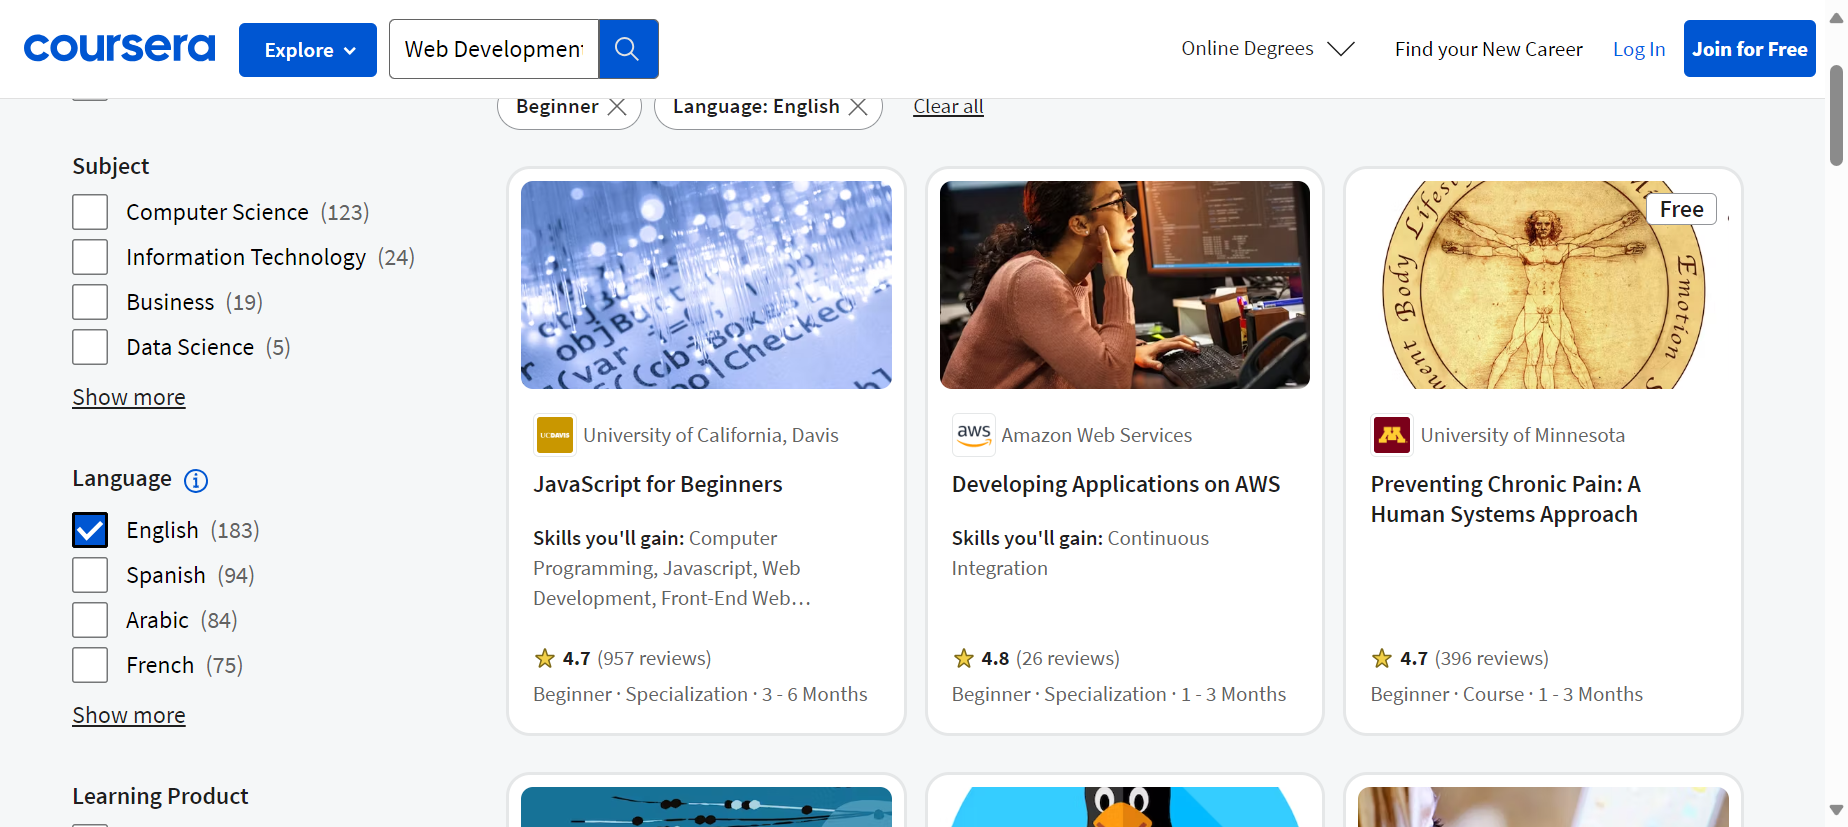 coursera
Explore
Web Development
Online Degrees
Find your New Career
Log In
Join for Free
Beginner
Language: English
Clear all
Subject
Computer Science (123)
Information Technology (24)
Business (19)
Data Science (5)
Show more
Language
English (183)
Spanish (94)
Arabic (84)
French (75)
Show more
Learning Product
UCDAVIS
University of California, Davis
JavaScript for Beginners
Skills you'll gain: Computer
Programming, Javascript, Web
Development, Front-End Web…
4.7 (957 reviews)
Beginner · Specialization · 3 - 6 Months
aws
Amazon Web Services
Developing Applications on AWS
Skills you'll gain: Continuous
Integration
4.8 (26 reviews)
Beginner · Specialization · 1 - 3 Months
Free
Body
Emotion
M
University of Minnesota
Preventing Chronic Pain: A
Human Systems Approach
4.7 (396 reviews)
Beginner · Course · 1 - 3 Months